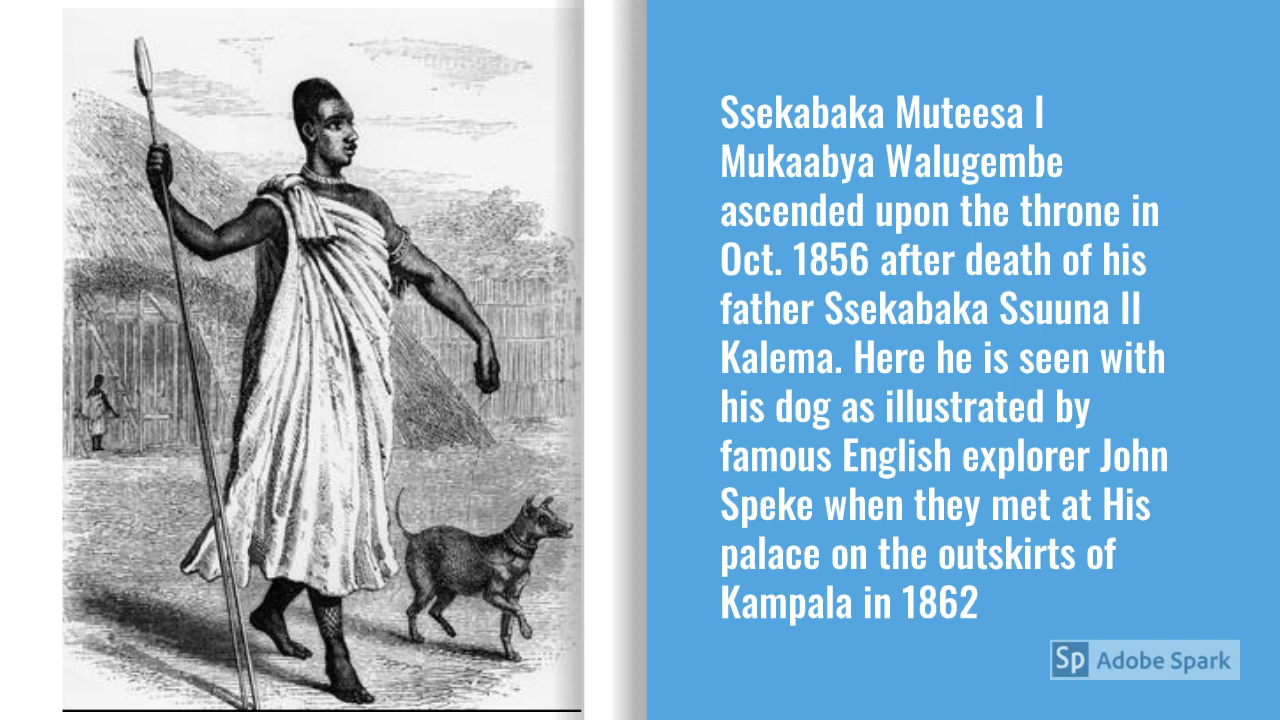 Ssekabaka Muteesa I
Mukaabya Walugembe
ascended upon the throne in
Oct. 1856 after death of his
father Ssekabaka Ssuuna II
Kalema. Here he is seen with
his dog as illustrated by
famous English explorer John
Speke when they met at His
palace on the outskirts of
Kampala in 1862
Sp Adobe Spark